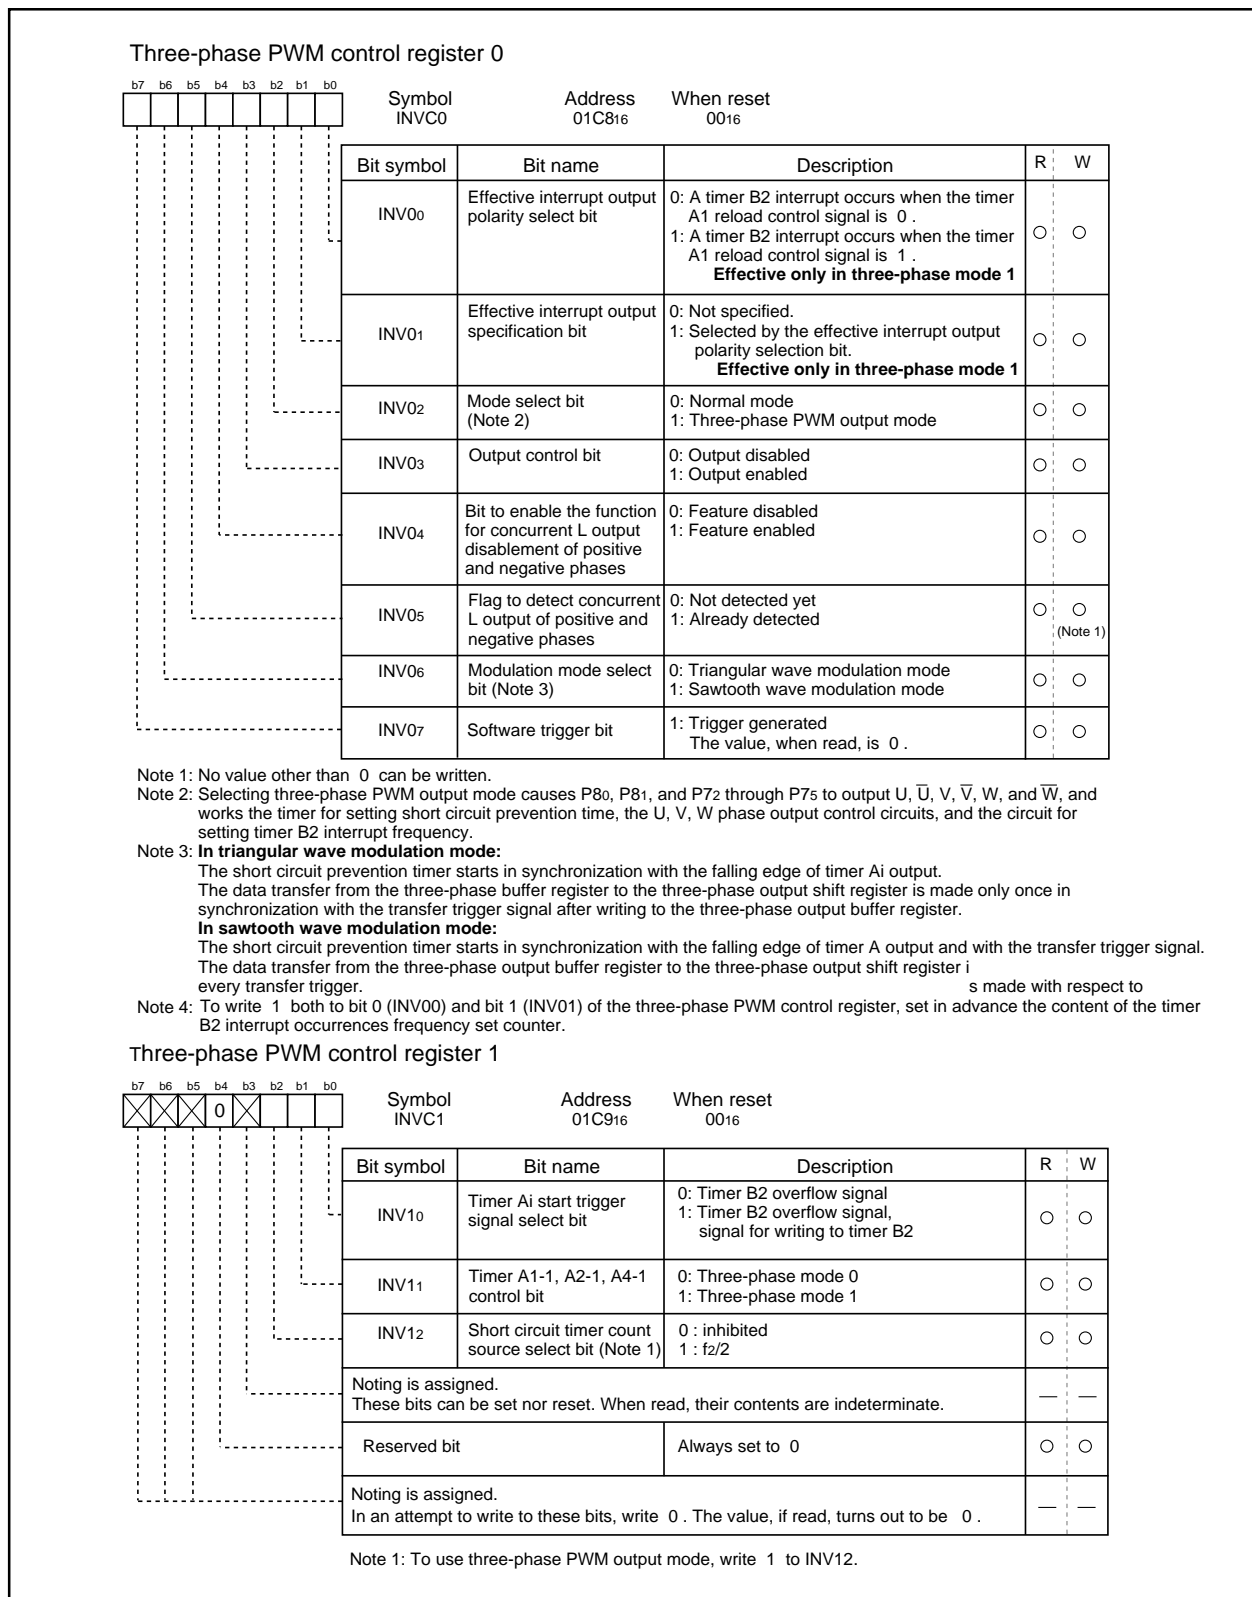 Three-phase PWM control register 0
b7 b6 b5 b4 b3 b2 b1 b0
Symbol Address When reset
INVC0 01C816 0016
Bit symbol Bit name Description R W
INV00 Effective interrupt output polarity select bit
0: A timer B2 interrupt occurs when the timer
A1 reload control signal is 0 .
1: A timer B2 interrupt occurs when the timer
A1 reload control signal is 1 .
Effective only in three-phase mode 1
INV01 Effective interrupt output specification bit
0: Not specified.
1: Selected by the effective interrupt output
polarity selection bit.
Effective only in three-phase mode 1
INV02 Mode select bit (Note 2)
0: Normal mode
1: Three-phase PWM output mode
INV03 Output control bit
0: Output disabled
1: Output enabled
INV04 Bit to enable the function for concurrent L output disablement of positive and negative phases
0: Feature disabled
1: Feature enabled
INV05 Flag to detect concurrent L output of positive and negative phases
0: Not detected yet
1: Already detected
(Note 1)
INV06 Modulation mode select bit (Note 3)
0: Triangular wave modulation mode
1: Sawtooth wave modulation mode
INV07 Software trigger bit
1: Trigger generated
The value, when read, is 0 .
Note 1: No value other than 0 can be written.
Note 2: Selecting three-phase PWM output mode causes P80, P81, and P72 through P75 to output U, U̅, V, V̅, W, and W̅, and
works the timer for setting short circuit prevention time, the U, V, W phase output control circuits, and the circuit for
setting timer B2 interrupt frequency.
Note 3: In triangular wave modulation mode:
The short circuit prevention timer starts in synchronization with the falling edge of timer Ai output.
The data transfer from the three-phase buffer register to the three-phase output shift register is made only once in
synchronization with the transfer trigger signal after writing to the three-phase output buffer register.
In sawtooth wave modulation mode:
The short circuit prevention timer starts in synchronization with the falling edge of timer A output and with the transfer trigger signal.
The data transfer from the three-phase output buffer register to the three-phase output shift register i
every transfer trigger. s made with respect to
Note 4: To write 1 both to bit 0 (INV00) and bit 1 (INV01) of the three-phase PWM control register, set in advance the content of the timer
B2 interrupt occurrences frequency set counter.
Three-phase PWM control register 1
b7 b6 b5 b4 b3 b2 b1 b0
0
Symbol Address When reset
INVC1 01C916 0016
Bit symbol Bit name Description R W
INV10 Timer Ai start trigger signal select bit
0: Timer B2 overflow signal
1: Timer B2 overflow signal,
signal for writing to timer B2
INV11 Timer A1-1, A2-1, A4-1 control bit
0: Three-phase mode 0
1: Three-phase mode 1
INV12 Short circuit timer count source select bit (Note 1)
0 : inhibited
1 : f2/2
Noting is assigned.
These bits can be set nor reset. When read, their contents are indeterminate. — —
Reserved bit Always set to 0
Noting is assigned.
In an attempt to write to these bits, write 0 . The value, if read, turns out to be 0 . — —
Note 1: To use three-phase PWM output mode, write 1 to INV12.